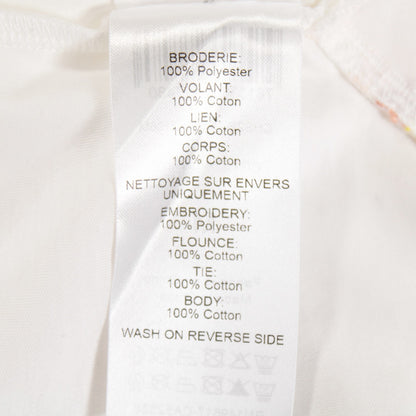 BRODERIE:
100% Polyester
VOLANT:
100% Coton
LIEN:
100% Coton
CORPS:
100% Coton
NETTOYAGE SUR ENVERS
UNIQUEMENT
EMBROIDERY:
100% Polyester
FLOUNCE:
100% Cotton
TIE:
100% Cotton
BODY:
100% Cotton
WASH ON REVERSE SIDE